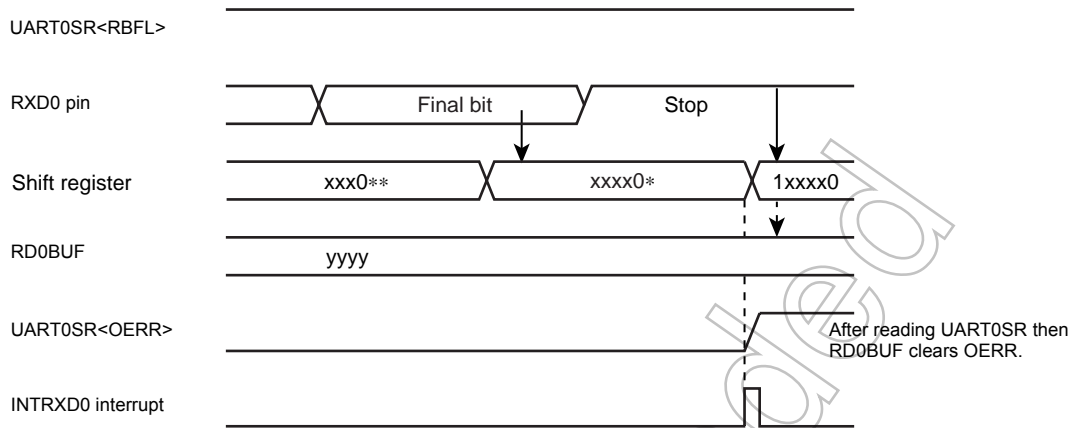 UART0SR<RBFL>
RXD0 pin
Final bit
Stop
Shift register
xxx0**
xxxx0*
1xxxx0
RD0BUF
yyyy
UART0SR<OERR>
After reading UART0SR then
RD0BUF clears OERR.
INTRXD0 interrupt
ded